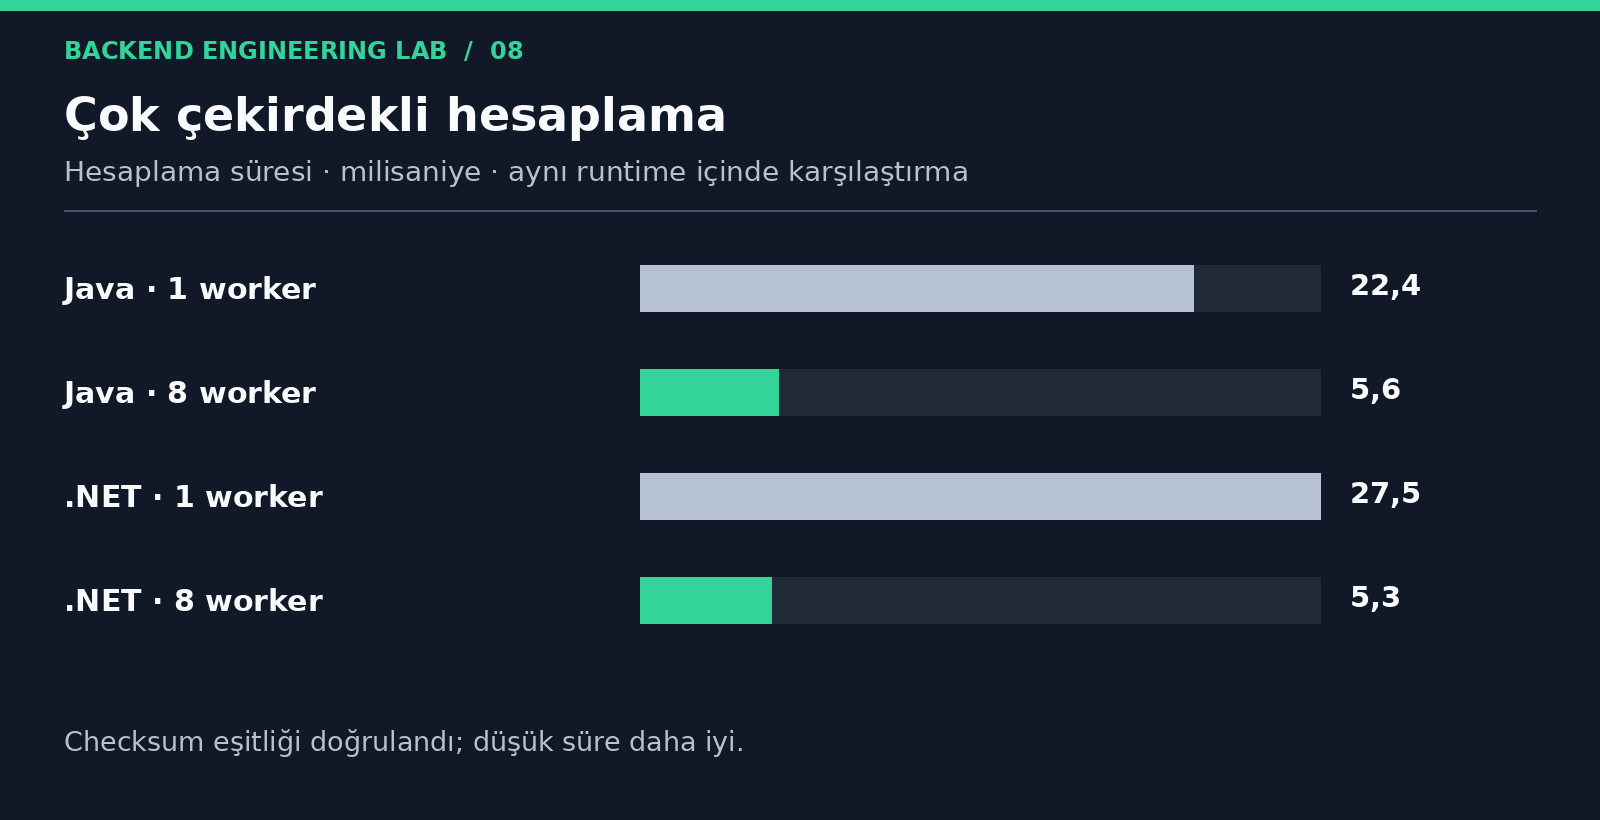 BACKEND ENGINEERING LAB / 08
Çok çekirdekli hesaplama
Hesaplama süresi · milisaniye · aynı runtime içinde karşılaştırma
Java · 1 worker 22,4
Java · 8 worker 5,6
.NET · 1 worker 27,5
.NET · 8 worker 5,3
Checksum eşitliği doğrulandı; düşük süre daha iyi.